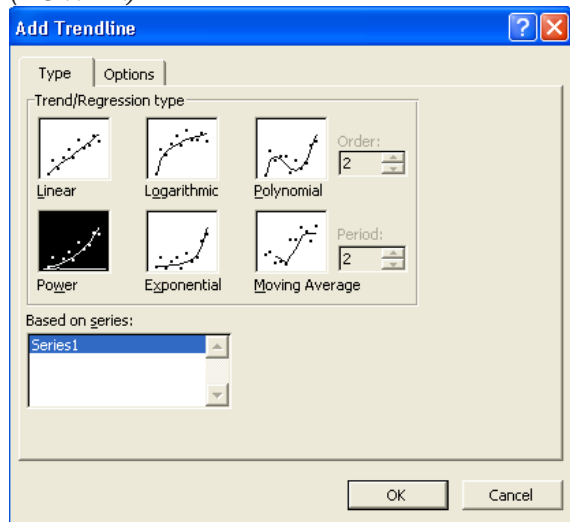 Add Trendline
Type Options
Trend/Regression type
Order:
2
Linear Logarithmic Polynomial
Period:
2
Power Exponential Moving Average
Based on series:
Series1
OK Cancel